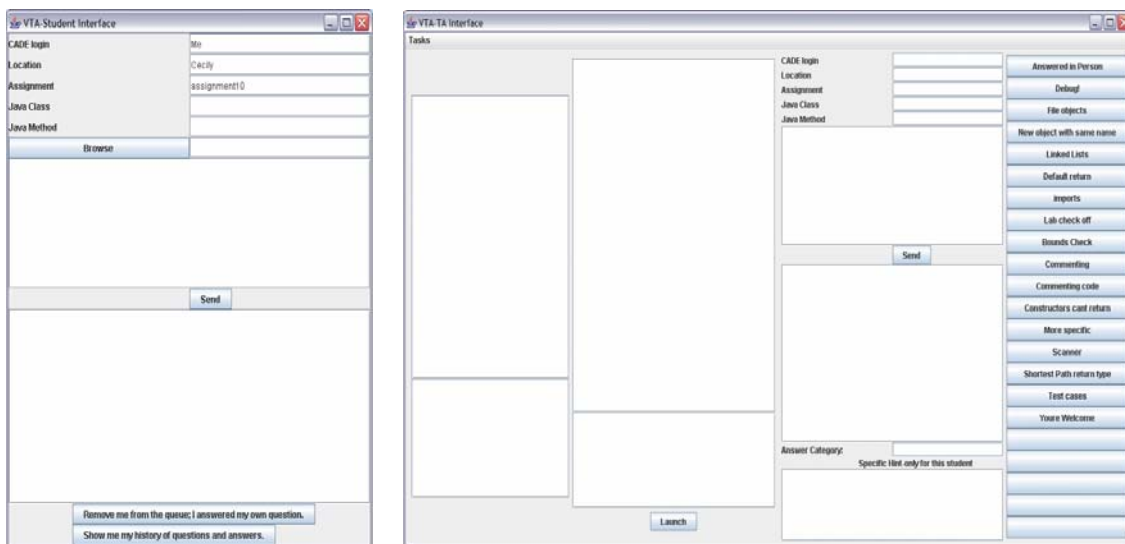 VTA-Student Interface
CADE login
Me
Location
Cecily
Assignment
assignment10
Java Class
Java Method
Browse
Send
Remove me from the queue; I answered my own question.
Show me my history of questions and answers.
VTA-TA Interface
Tasks
CADE login
Location
Assignment
Java Class
Java Method
Send
Answer Category:
Specific Hint only for this student
Launch
Answered in Person
Debug!
File objects
New object with same name
Linked Lists
Default return
Imports
Lab check off
Bounds Check
Commenting
Commenting code
Constructors cant return
More specific
Scanner
Shortest Path return type
Test cases
Youre Welcome